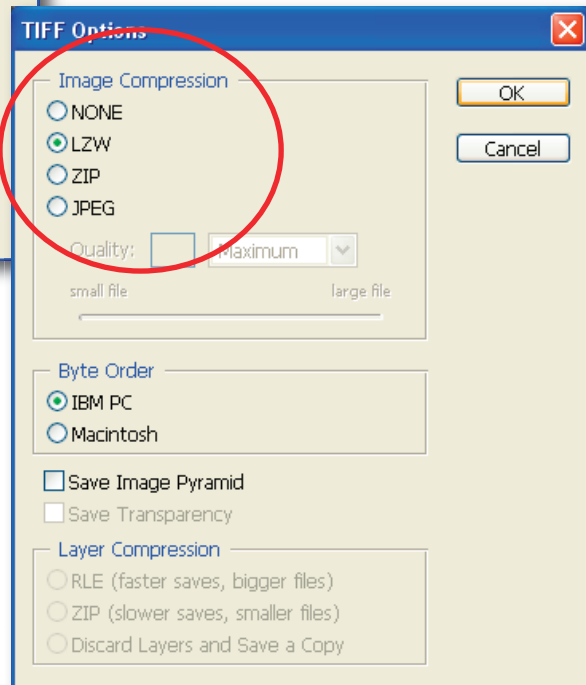 TIFF Options
Image Compression
NONE
LZW
ZIP
JPEG
Quality: Maximum
small file large file
OK
Cancel
Byte Order
IBM PC
Macintosh
Save Image Pyramid
Save Transparency
Layer Compression
RLE (faster saves, bigger files)
ZIP (slower saves, smaller files)
Discard Layers and Save a Copy